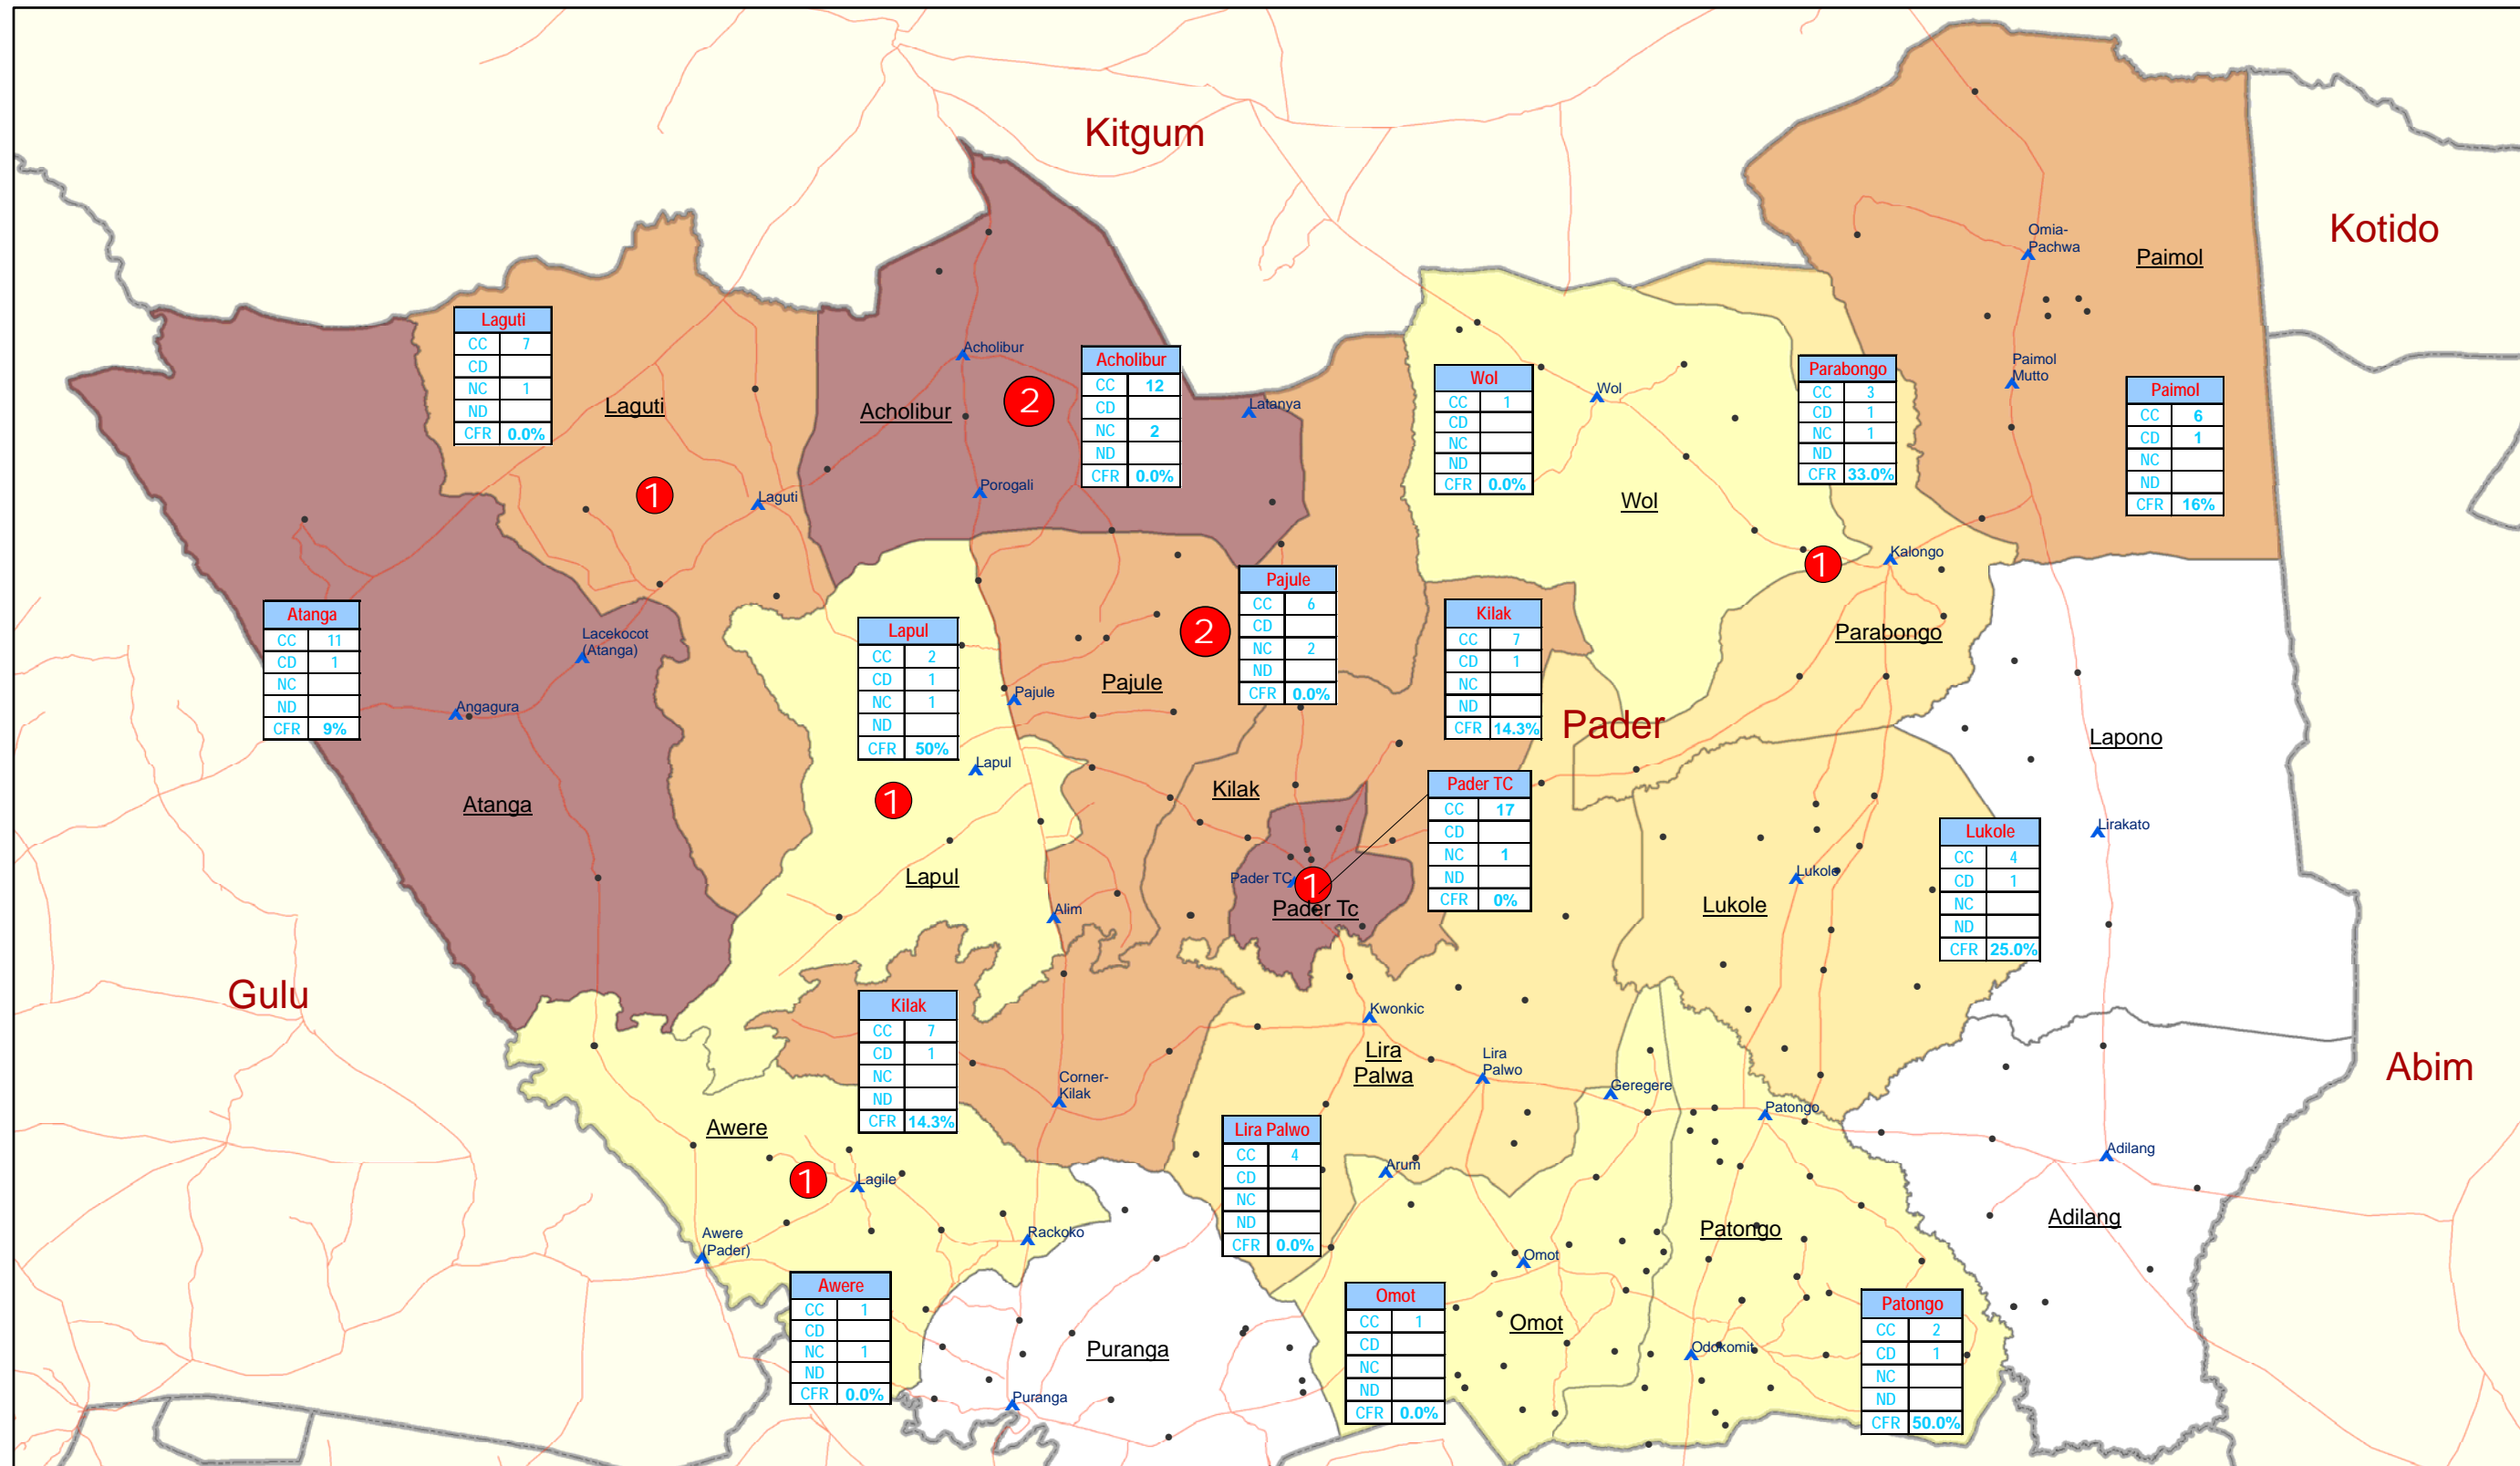 Kitgum
Kotido
Omia-
Pachwa
Paimol
Laguti
CC 7
CD
NC 1
ND
CFR 0.0%
Laguti
1
Laguti
Acholibur
Acholibur
2
Acholibur
CC 12
CD
NC 2
ND
CFR 0.0%
Latanya
Porogali
Wol
CC 1
CD
NC
ND
CFR 0.0%
Wol
Wol
Parabongo
CC 3
CD 1
NC 1
ND
CFR 33.0%
Paimol
Mutto
Paimol
CC 6
CD 1
NC
ND
CFR 16%
1
Kalongo
Parabongo
Atanga
CC 11
CD 1
NC
ND
CFR 9%
Lacekocot
(Atanga)
Angagura
Atanga
Lapul
CC 2
CD 1
NC 1
ND
CFR 50%
Pajule
Pajule
2
Pajule
CC 6
CD
NC 2
ND
CFR 0.0%
Kilak
CC 7
CD 1
NC
ND
CFR 14.3%
Pader
Lapono
Lapul
1
Lapul
Kilak
Pader TC
CC 17
CD
NC 1
ND
CFR 0%
Pader TC
1
Pader Tc
Alim
Lukole
Lukole
Lukole
CC 4
CD 1
NC
ND
CFR 25.0%
Lirakato
Gulu
Kilak
CC 7
CD 1
NC
ND
CFR 14.3%
Corner-
Kilak
Kwonkic
Lira
Palwa
Lira
Palwo
Geregere
Patongo
Abim
Awere
1
Lagile
Awere
(Pader)
Rackoko
Lira Palwo
CC 4
CD
NC
ND
CFR 0.0%
Arum
Omot
Patongo
Adilang
Adilang
Awere
CC 1
CD
NC 1
ND
CFR 0.0%
Puranga
Puranga
Omot
CC 1
CD
NC
ND
CFR 0.0%
Omot
Odokomit
Patongo
CC 2
CD 1
NC
ND
CFR 50.0%